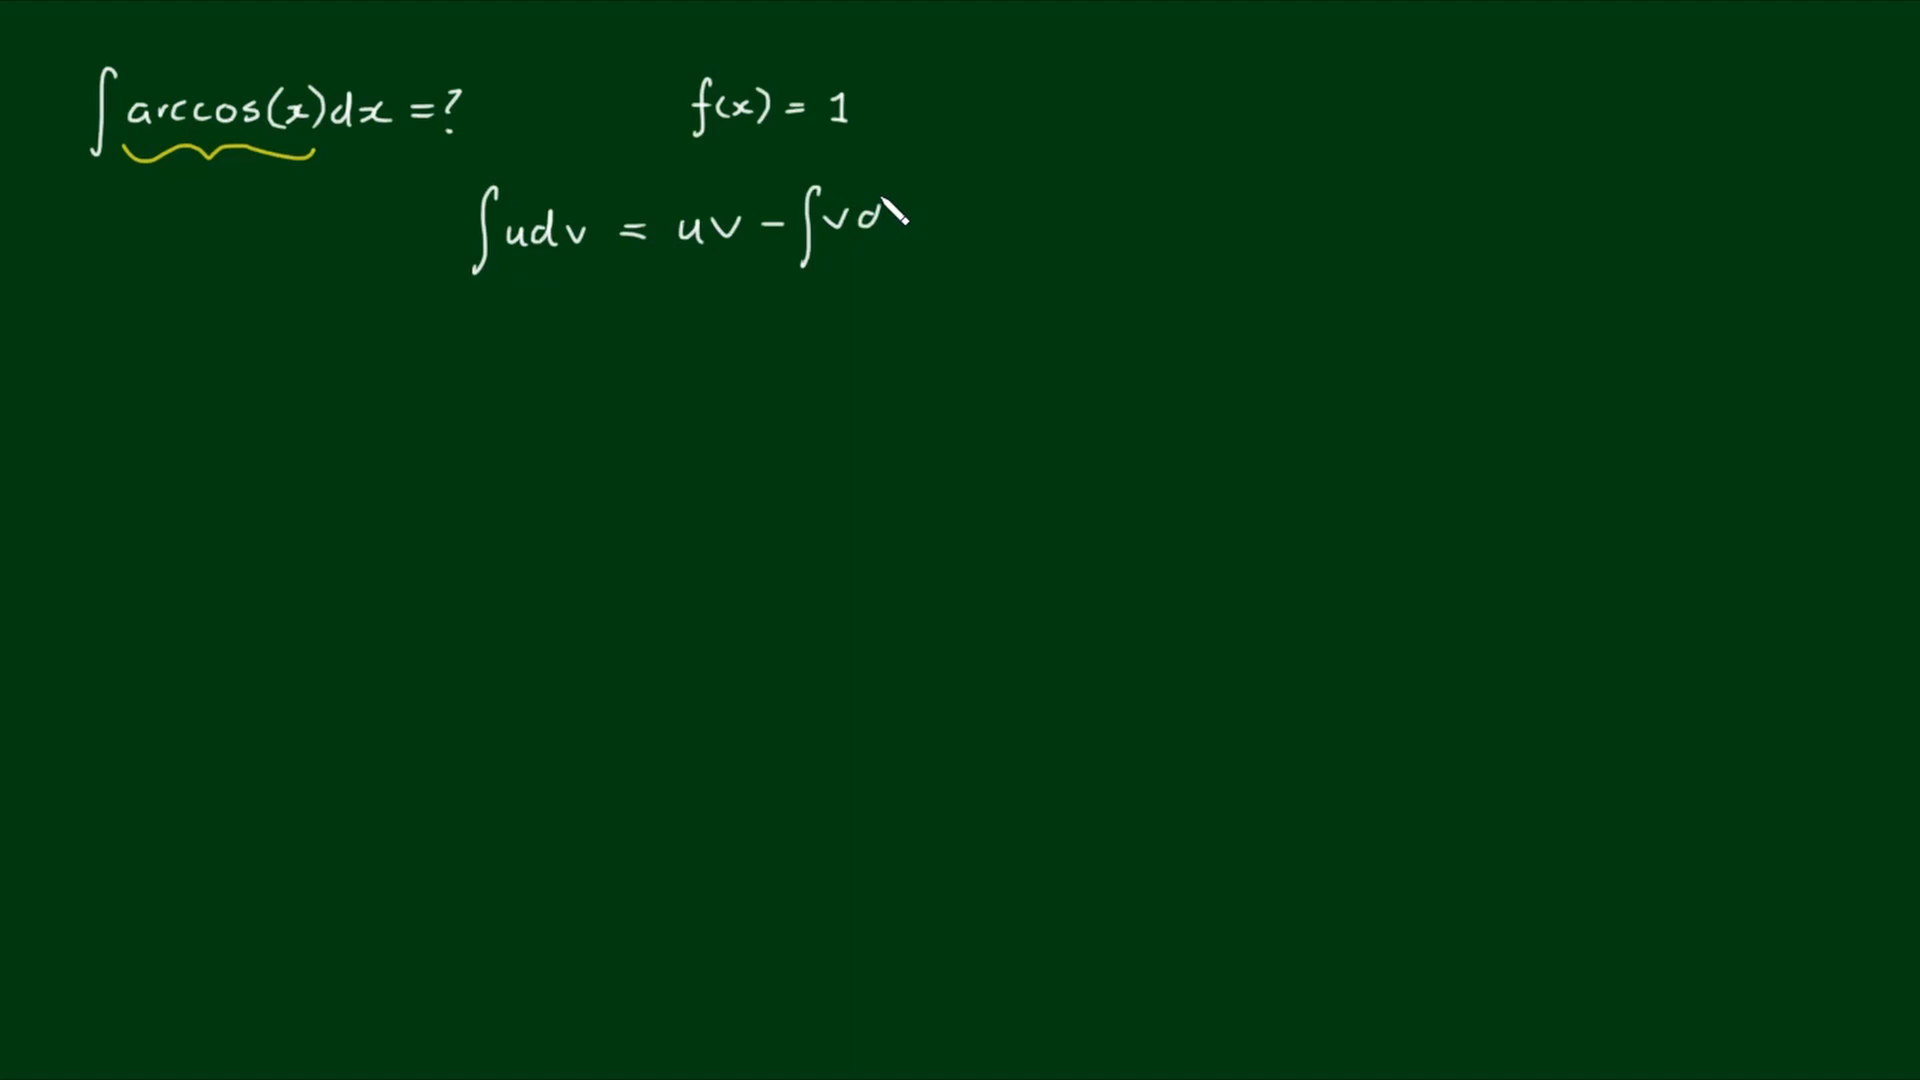 ∫ arccos(x)dx =? f(x) = 1
∫udv = uv - ∫vd